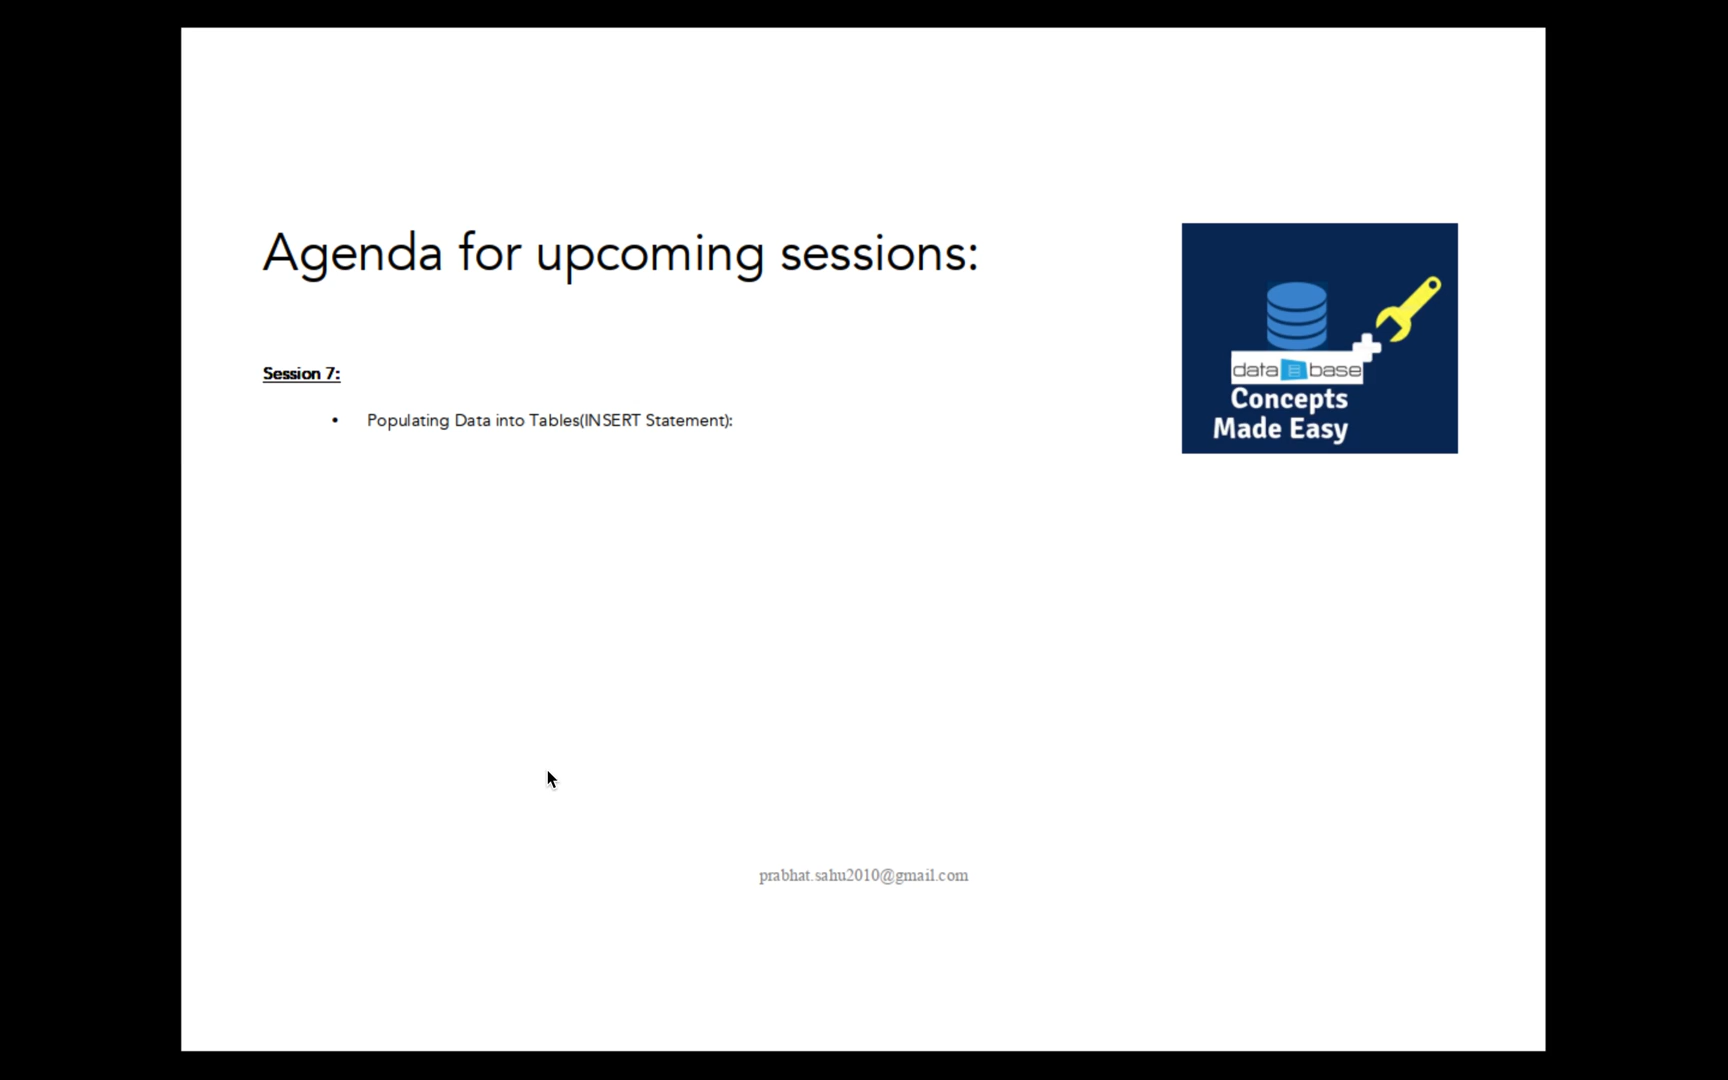 Agenda for upcoming sessions:
Session 7:
• Populating Data into Tables(INSERT Statement):
data base
Concepts
Made Easy
prabhat.sahu2010@gmail.com